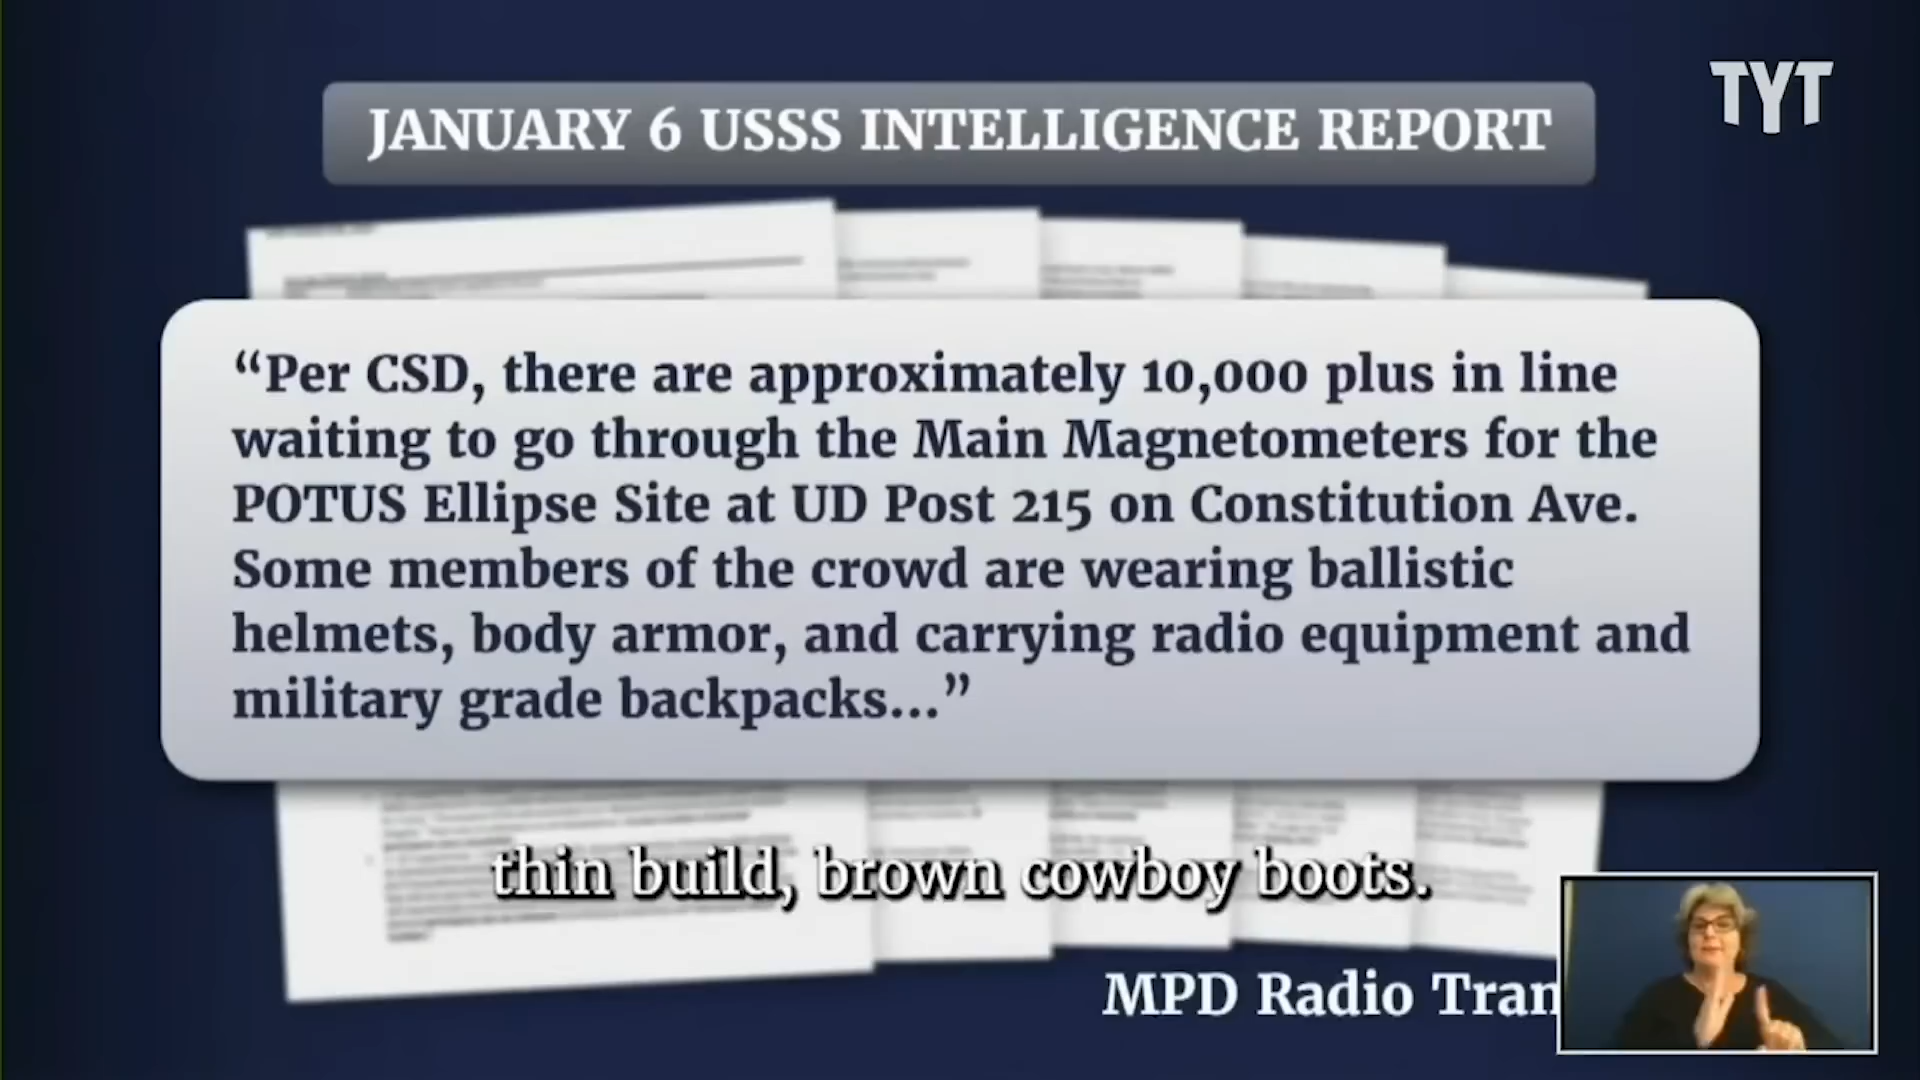 TYT
JANUARY 6 USSS INTELLIGENCE REPORT
“Per CSD, there are approximately 10,000 plus in line
waiting to go through the Main Magnetometers for the
POTUS Ellipse Site at UD Post 215 on Constitution Ave.
Some members of the crowd are wearing ballistic
helmets, body armor, and carrying radio equipment and
military grade backpacks...”
thin build, brown cowboy boots.
MPD Radio Tran